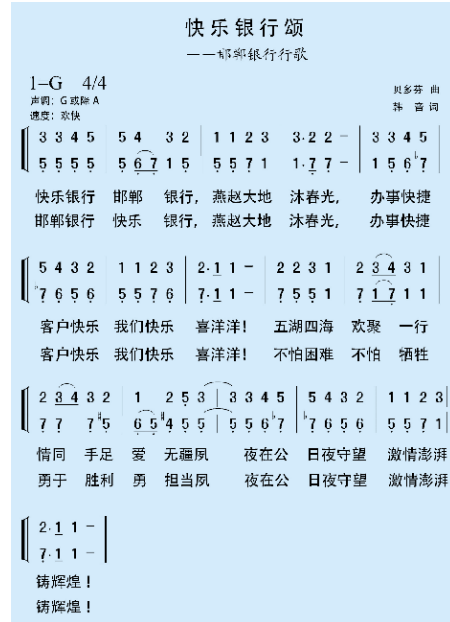 快乐银行颂
——邯郸银行行歌
1-G 4/4
声调：G或降A
速度：欢快
贝多芬 曲
韩 音 词
3 3 4 5 | 5 4 3 2 | 1 1 2 3 | 3·2 2 - | 3 3 4 5
5 5 5 5 | 5 6 7 1 5 | 5 5 7 1 | 1·7 7 - | 1 5 6 ♭7
快乐银行 邯郸 银行，燕赵大地 沐春光， 办事快捷
邯郸银行 快乐 银行，燕赵大地 沐春光， 办事快捷
5 4 3 2 | 1 1 2 3 | 2·1 1 - | 2 2 3 1 | 2 3 4 3 1
♭7 6 5 6 | 5 5 7 6 | 7·1 1 - | 5 5 5 5 | 7 1 7 1 1
客户快乐 我们快乐 喜洋洋！ 五湖四海 欢聚 一行
客户快乐 我们快乐 喜洋洋！ 不怕困难 不怕 牺牲
2 3 4 3 2 | 1 2 5 3 | 3 3 4 5 | 5 4 3 2 | 1 1 2 3
7 7 7 #5 | 6 5 #4 5 5 | 5 5 6 ♭7 | ♭7 6 5 6 | 5 5 7 1
情同 手足 爱 无疆夙 夜在公 日夜守望 激情澎湃
勇于 胜利 勇 担当夙 夜在公 日夜守望 激情澎湃
2·1 1 -
7·1 1 -
铸辉煌！
铸辉煌！